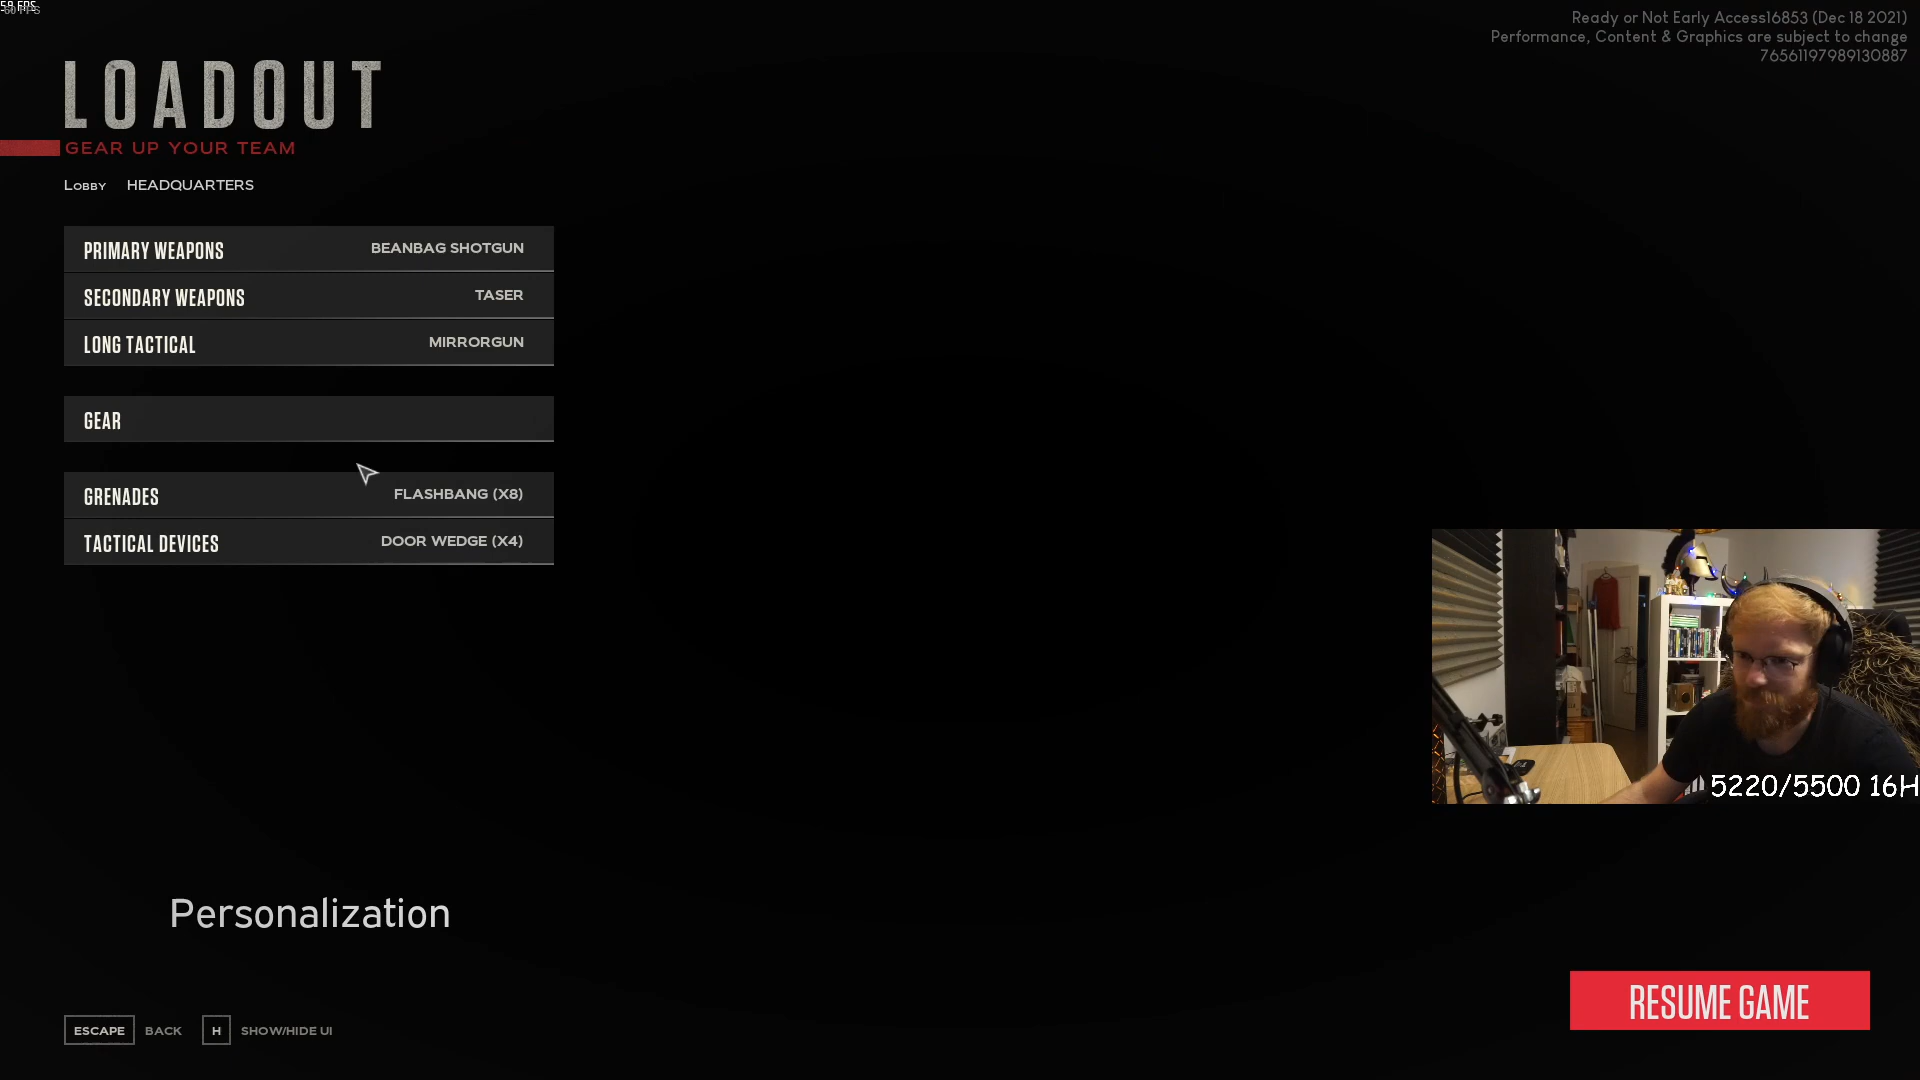 59 FPS
Ready or Not Early Access16853 (Dec 18 2021)
Performance, Content & Graphics are subject to change
76561197989130887
LOADOUT
GEAR UP YOUR TEAM
Lobby HEADQUARTERS
PRIMARY WEAPONS BEANBAG SHOTGUN
SECONDARY WEAPONS TASER
LONG TACTICAL MIRRORGUN
GEAR
GRENADES FLASHBANG (X8)
TACTICAL DEVICES DOOR WEDGE (X4)
5220/5500 16H
Personalization
RESUME GAME
ESCAPE BACK H SHOW/HIDE UI